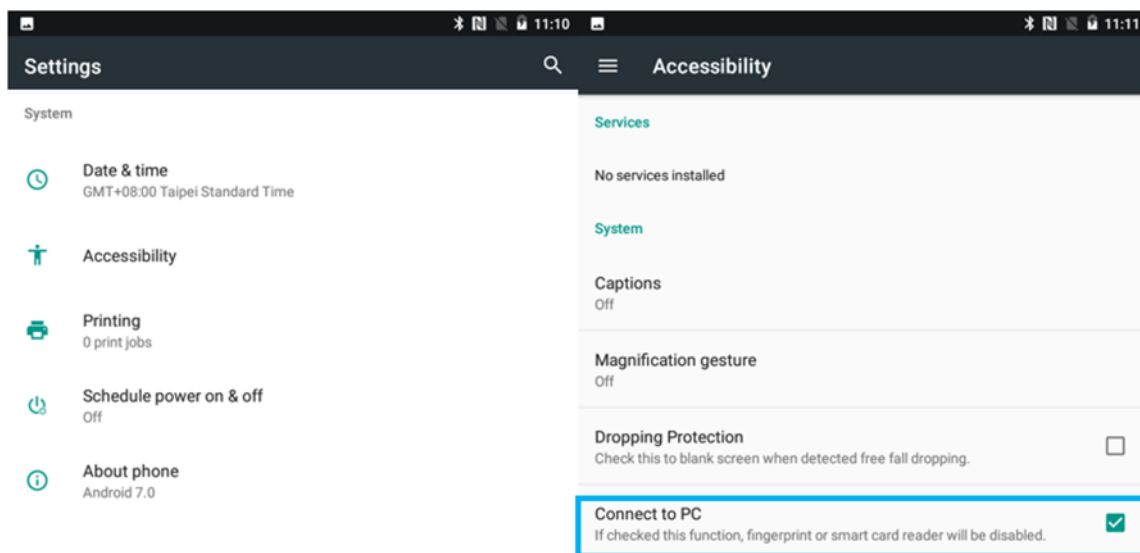 11:10
Settings
System
Date & time
GMT+08:00 Taipei Standard Time
Accessibility
Printing
0 print jobs
Schedule power on & off
Off
About phone
Android 7.0
11:11
Accessibility
Services
No services installed
System
Captions
Off
Magnification gesture
Off
Dropping Protection
Check this to blank screen when detected free fall dropping.
Connect to PC
If checked this function, fingerprint or smart card reader will be disabled.